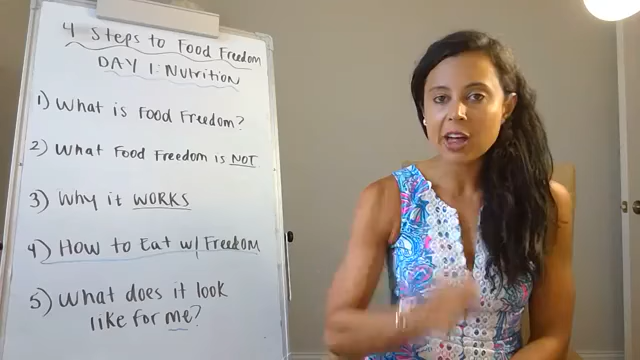 4 Steps to Food Freedom
DAY 1: Nutrition
1) What is Food Freedom?
2) What Food Freedom is NOT
3) Why it WORKS
4) How to Eat w/ Freedom
5) What does it look
like for me?